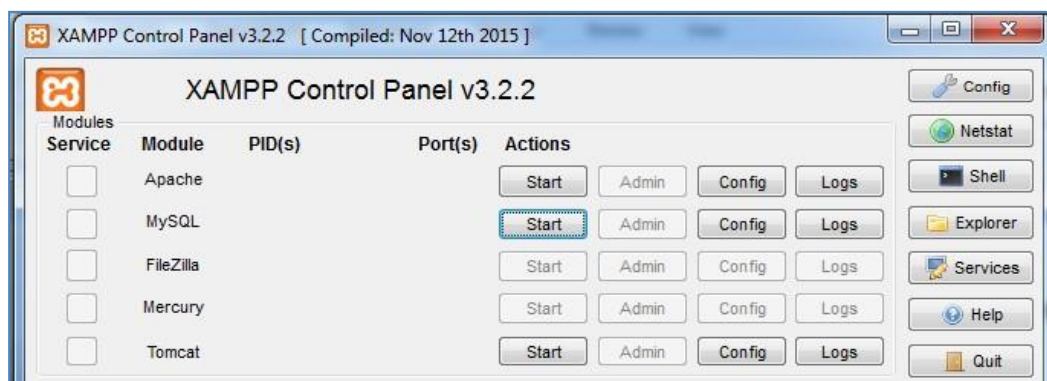 XAMPP Control Panel v3.2.2 [ Compiled: Nov 12th 2015 ]
XAMPP Control Panel v3.2.2
Config
Modules
Service Module PID(s) Port(s) Actions
Netstat
Apache Start Admin Config Logs
Shell
MySQL Start Admin Config Logs
Explorer
FileZilla Start Admin Config Logs
Services
Mercury Start Admin Config Logs
Help
Tomcat Start Admin Config Logs
Quit